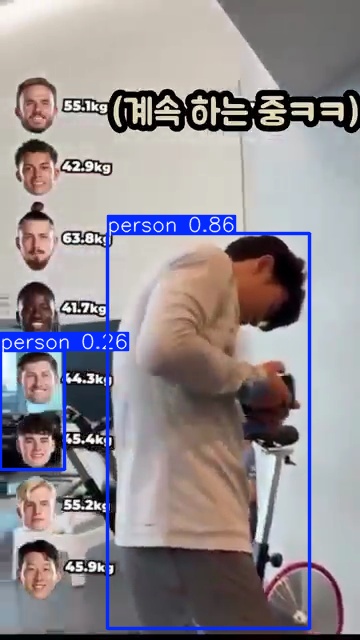 55.1kg
(계속 하는 중ㅋㅋ)
42.9kg
person 0.86
63.8kg
41.7kg
person 0.26
44.3kg
45.4kg
55.2kg
45.9kg